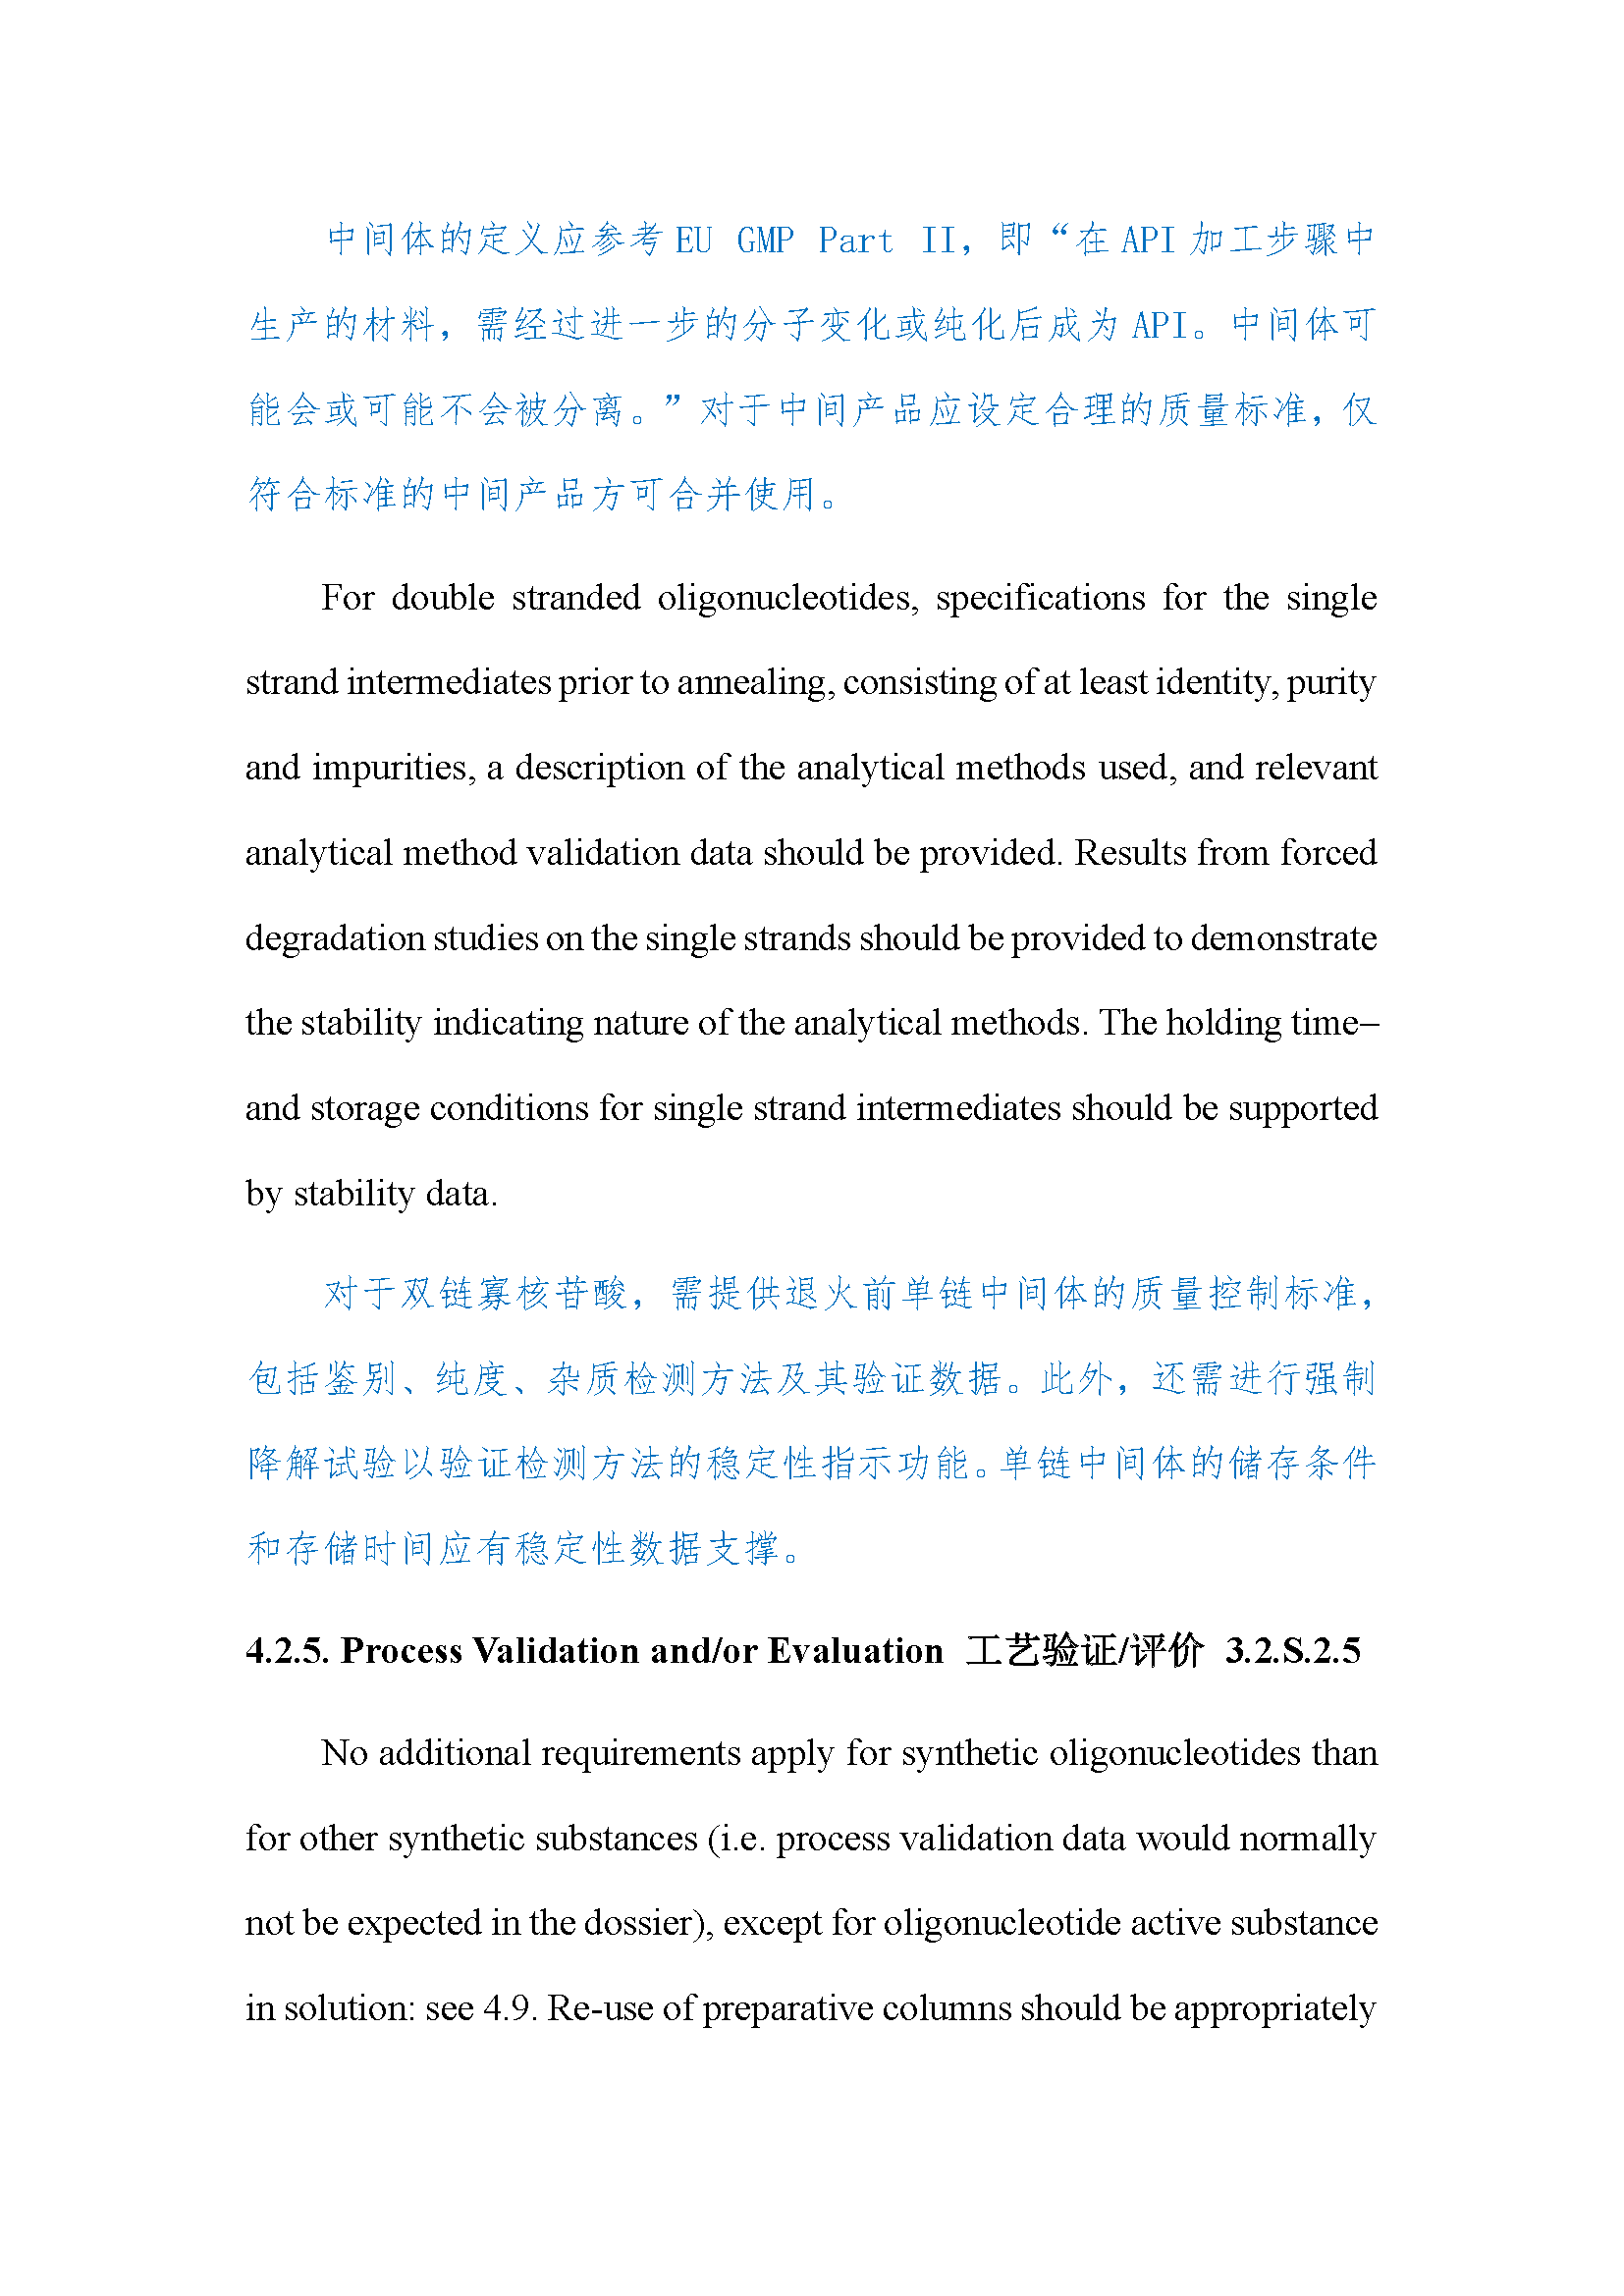 中间体的定义应参考 EU GMP Part II，即“在 API 加工步骤中
生产的材料，需经过进一步的分子变化或纯化后成为 API。中间体可
能会或可能不会被分离。”对于中间产品应设定合理的质量标准，仅
符合标准的中间产品方可合并使用。
For double stranded oligonucleotides, specifications for the single
strand intermediates prior to annealing, consisting of at least identity, purity
and impurities, a description of the analytical methods used, and relevant
analytical method validation data should be provided. Results from forced
degradation studies on the single strands should be provided to demonstrate
the stability indicating nature of the analytical methods. The holding time–
and storage conditions for single strand intermediates should be supported
by stability data.
对于双链寡核苷酸，需提供退火前单链中间体的质量控制标准，
包括鉴别、纯度、杂质检测方法及其验证数据。此外，还需进行强制
降解试验以验证检测方法的稳定性指示功能。单链中间体的储存条件
和存储时间应有稳定性数据支撑。
4.2.5. Process Validation and/or Evaluation 工艺验证/评价 3.2.S.2.5
No additional requirements apply for synthetic oligonucleotides than
for other synthetic substances (i.e. process validation data would normally
not be expected in the dossier), except for oligonucleotide active substance
in solution: see 4.9. Re-use of preparative columns should be appropriately